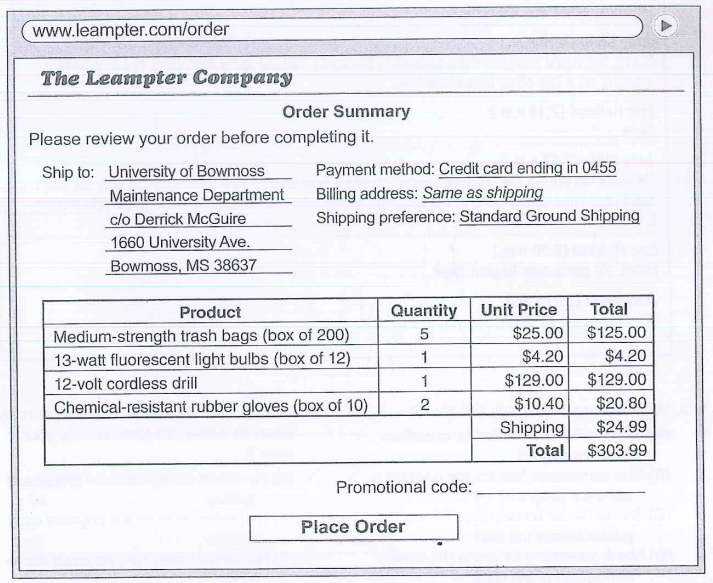 www.leampter.com/order
The Leampter Company
Order Summary
Please review your order before completing it.
Ship to: University of Bowmoss
Maintenance Department
c/o Derrick McGuire
1660 University Ave.
Bowmoss, MS 38637
Payment method: Credit card ending in 0455
Billing address: Same as shipping
Shipping preference: Standard Ground Shipping
Product Quantity Unit Price Total
Medium-strength trash bags (box of 200) 5 $25.00 $125.00
13-watt fluorescent light bulbs (box of 12) 1 $4.20 $4.20
12-volt cordless drill 1 $129.00 $129.00
Chemical-resistant rubber gloves (box of 10) 2 $10.40 $20.80
Shipping $24.99
Total $303.99
Promotional code:
Place Order